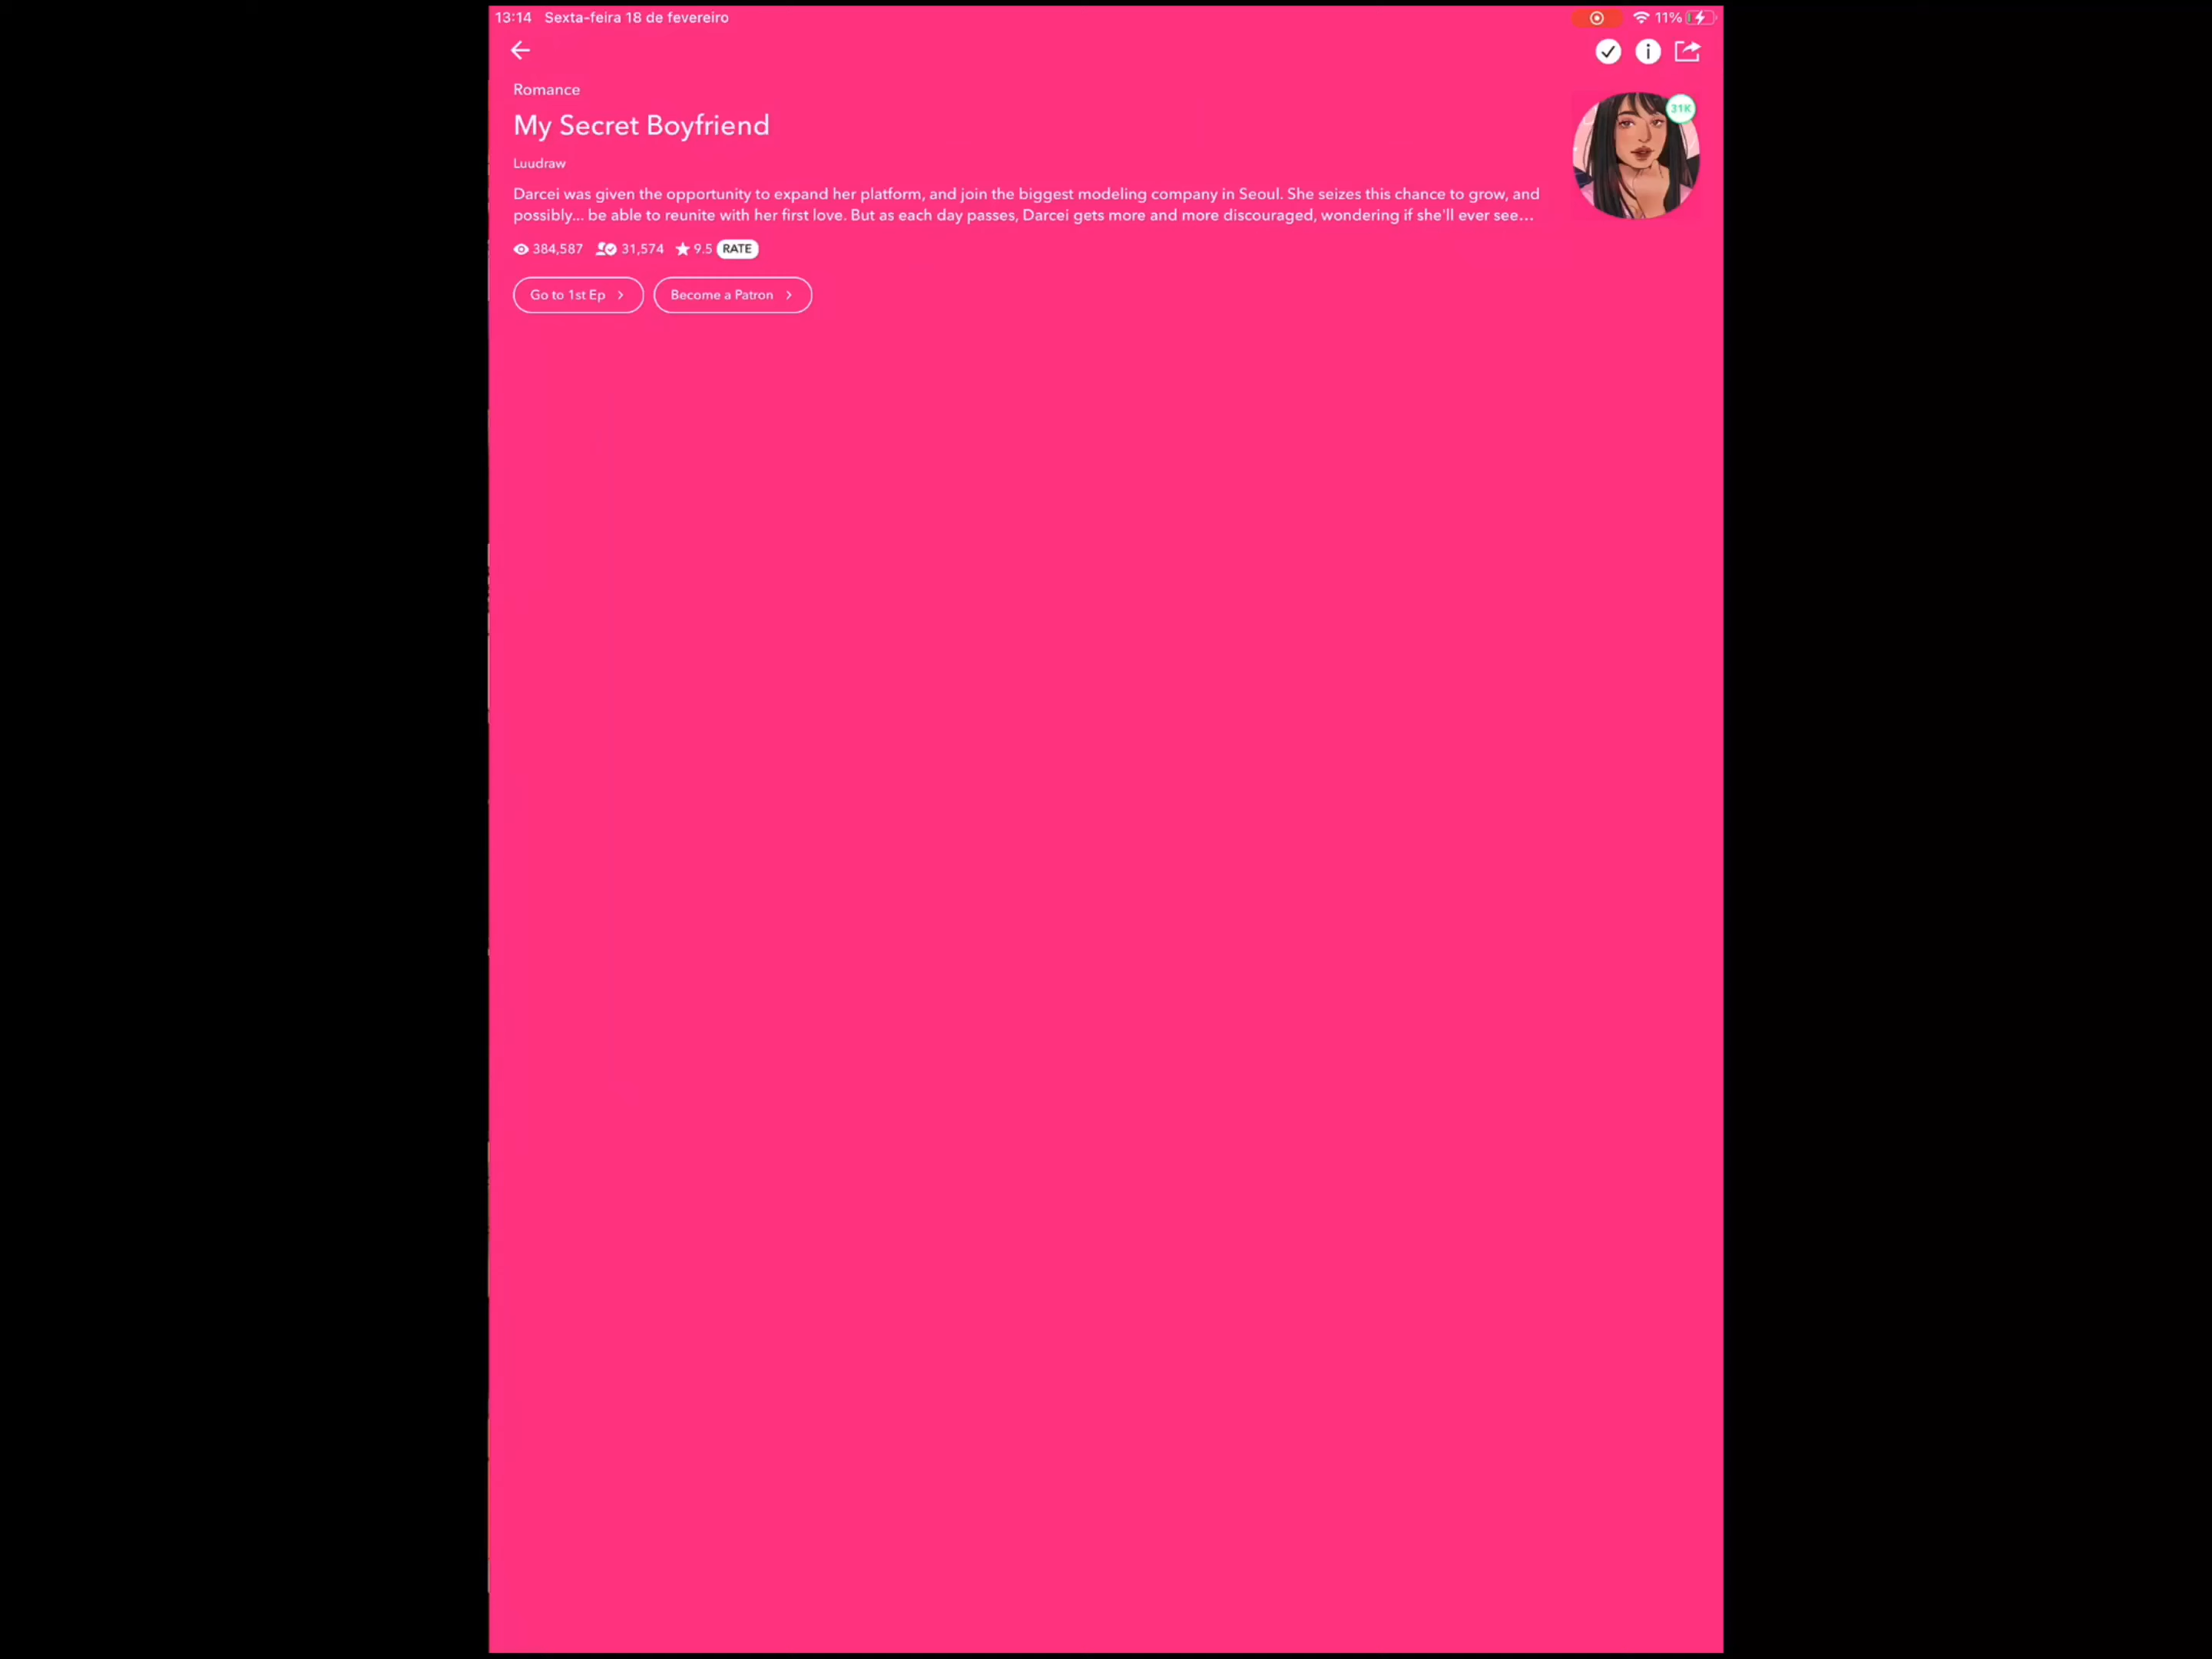 13:14 Sexta-feira 18 de fevereiro
11%
Romance
My Secret Boyfriend
31K
Luudraw
Darcei was given the opportunity to expand her platform, and join the biggest modeling company in Seoul. She seizes this chance to grow, and
possibly... be able to reunite with her first love. But as each day passes, Darcei gets more and more discouraged, wondering if she'll ever see...
384,587 31,574 9.5 RATE
Go to 1st Ep > Become a Patron >